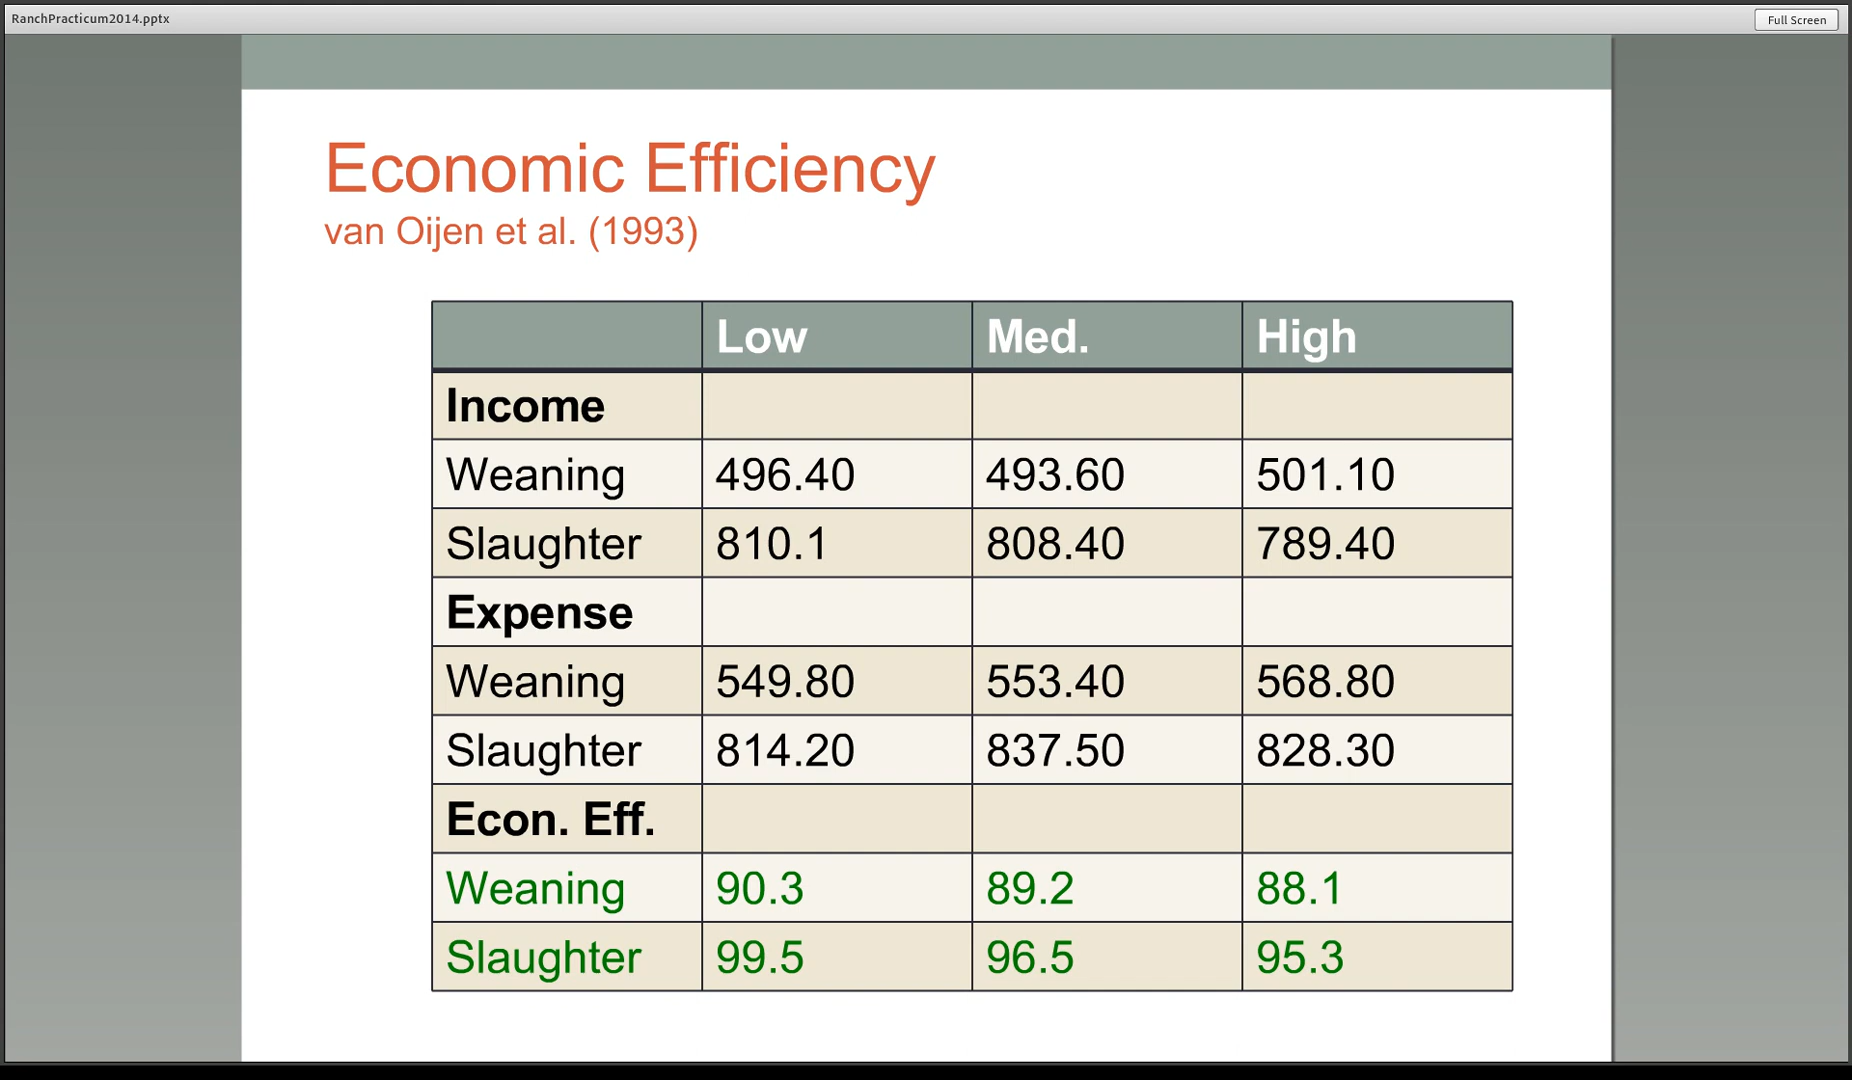 RanchPracticum2014.pptx
Full Screen
Economic Efficiency
van Oijen et al. (1993)
Low Med. High
Income
Weaning 496.40 493.60 501.10
Slaughter 810.1 808.40 789.40
Expense
Weaning 549.80 553.40 568.80
Slaughter 814.20 837.50 828.30
Econ. Eff.
Weaning 90.3 89.2 88.1
Slaughter 99.5 96.5 95.3